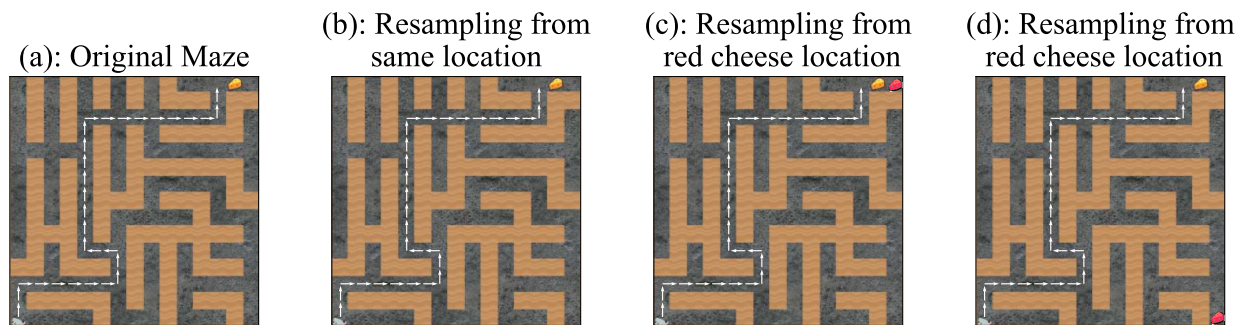 (a): Original Maze
(b): Resampling from
same location
(c): Resampling from
red cheese location
(d): Resampling from
red cheese location